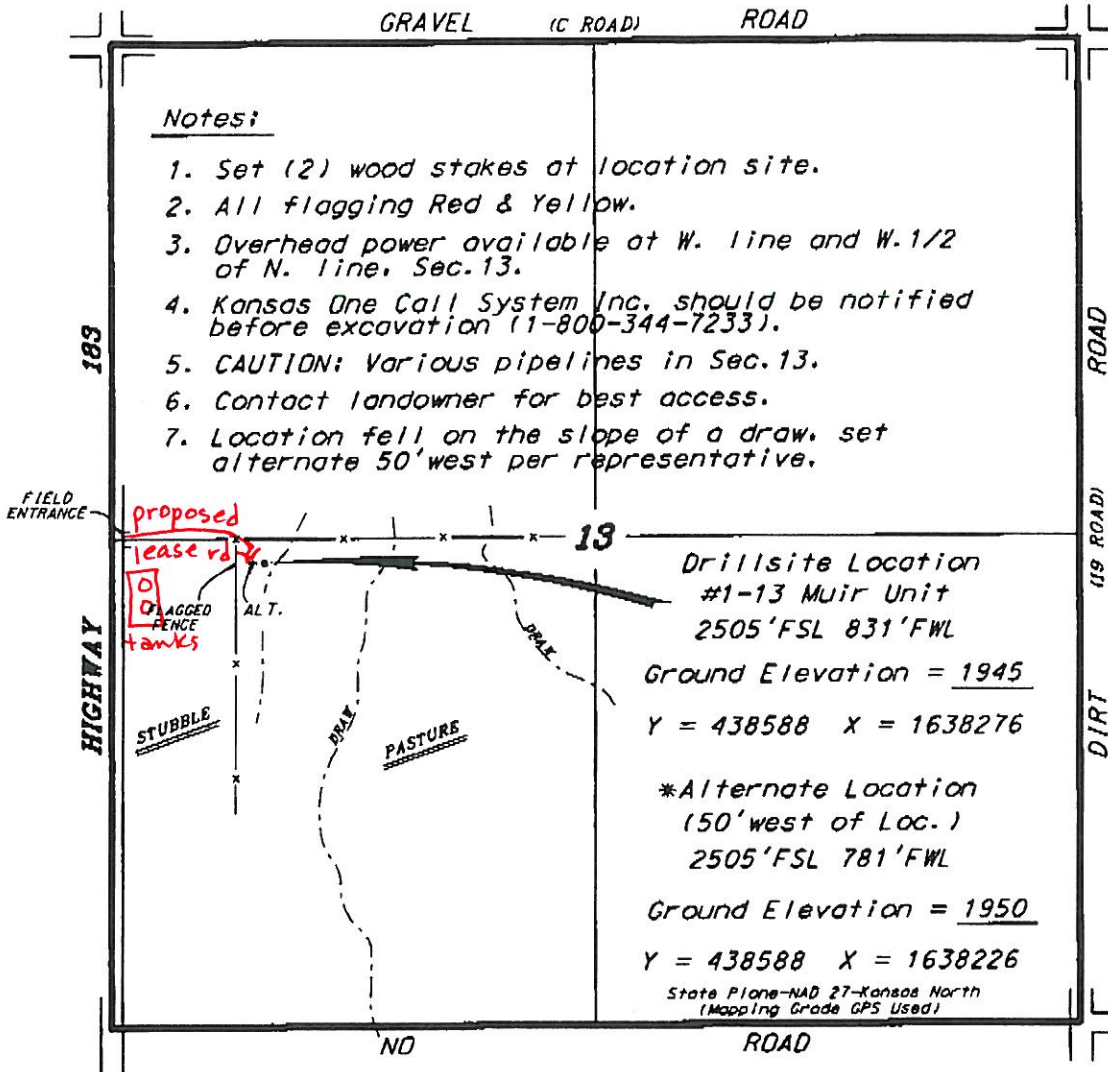 GRAVEL (C ROAD) ROAD
Notes:
1. Set (2) wood stakes at location site.
2. All flagging Red & Yellow.
3. Overhead power available at W. line and W.1/2
of N. line, Sec.13.
4. Kansas One Call System Inc. should be notified
before excavation (1-800-344-7233).
5. CAUTION: Various pipelines in Sec.13.
6. Contact landowner for best access.
7. Location fell on the slope of a draw, set
alternate 50'west per representative.
HIGHWAY 183
FIELD
ENTRANCE
proposed
lease rd
tanks
FLAGGED
FENCE
ALT.
13
STUBBLE
DRAW
PASTURE
DRAW
Drillsite Location
#1-13 Muir Unit
2505'FSL 831'FWL
Ground Elevation = 1945
Y = 438588 X = 1638276
*Alternate Location
(50'west of Loc.)
2505'FSL 781'FWL
Ground Elevation = 1950
Y = 438588 X = 1638226
State Plane-NAD 27-Kansas North
(Mapping Grade GPS Used)
DIRT (19 ROAD) ROAD
NO ROAD